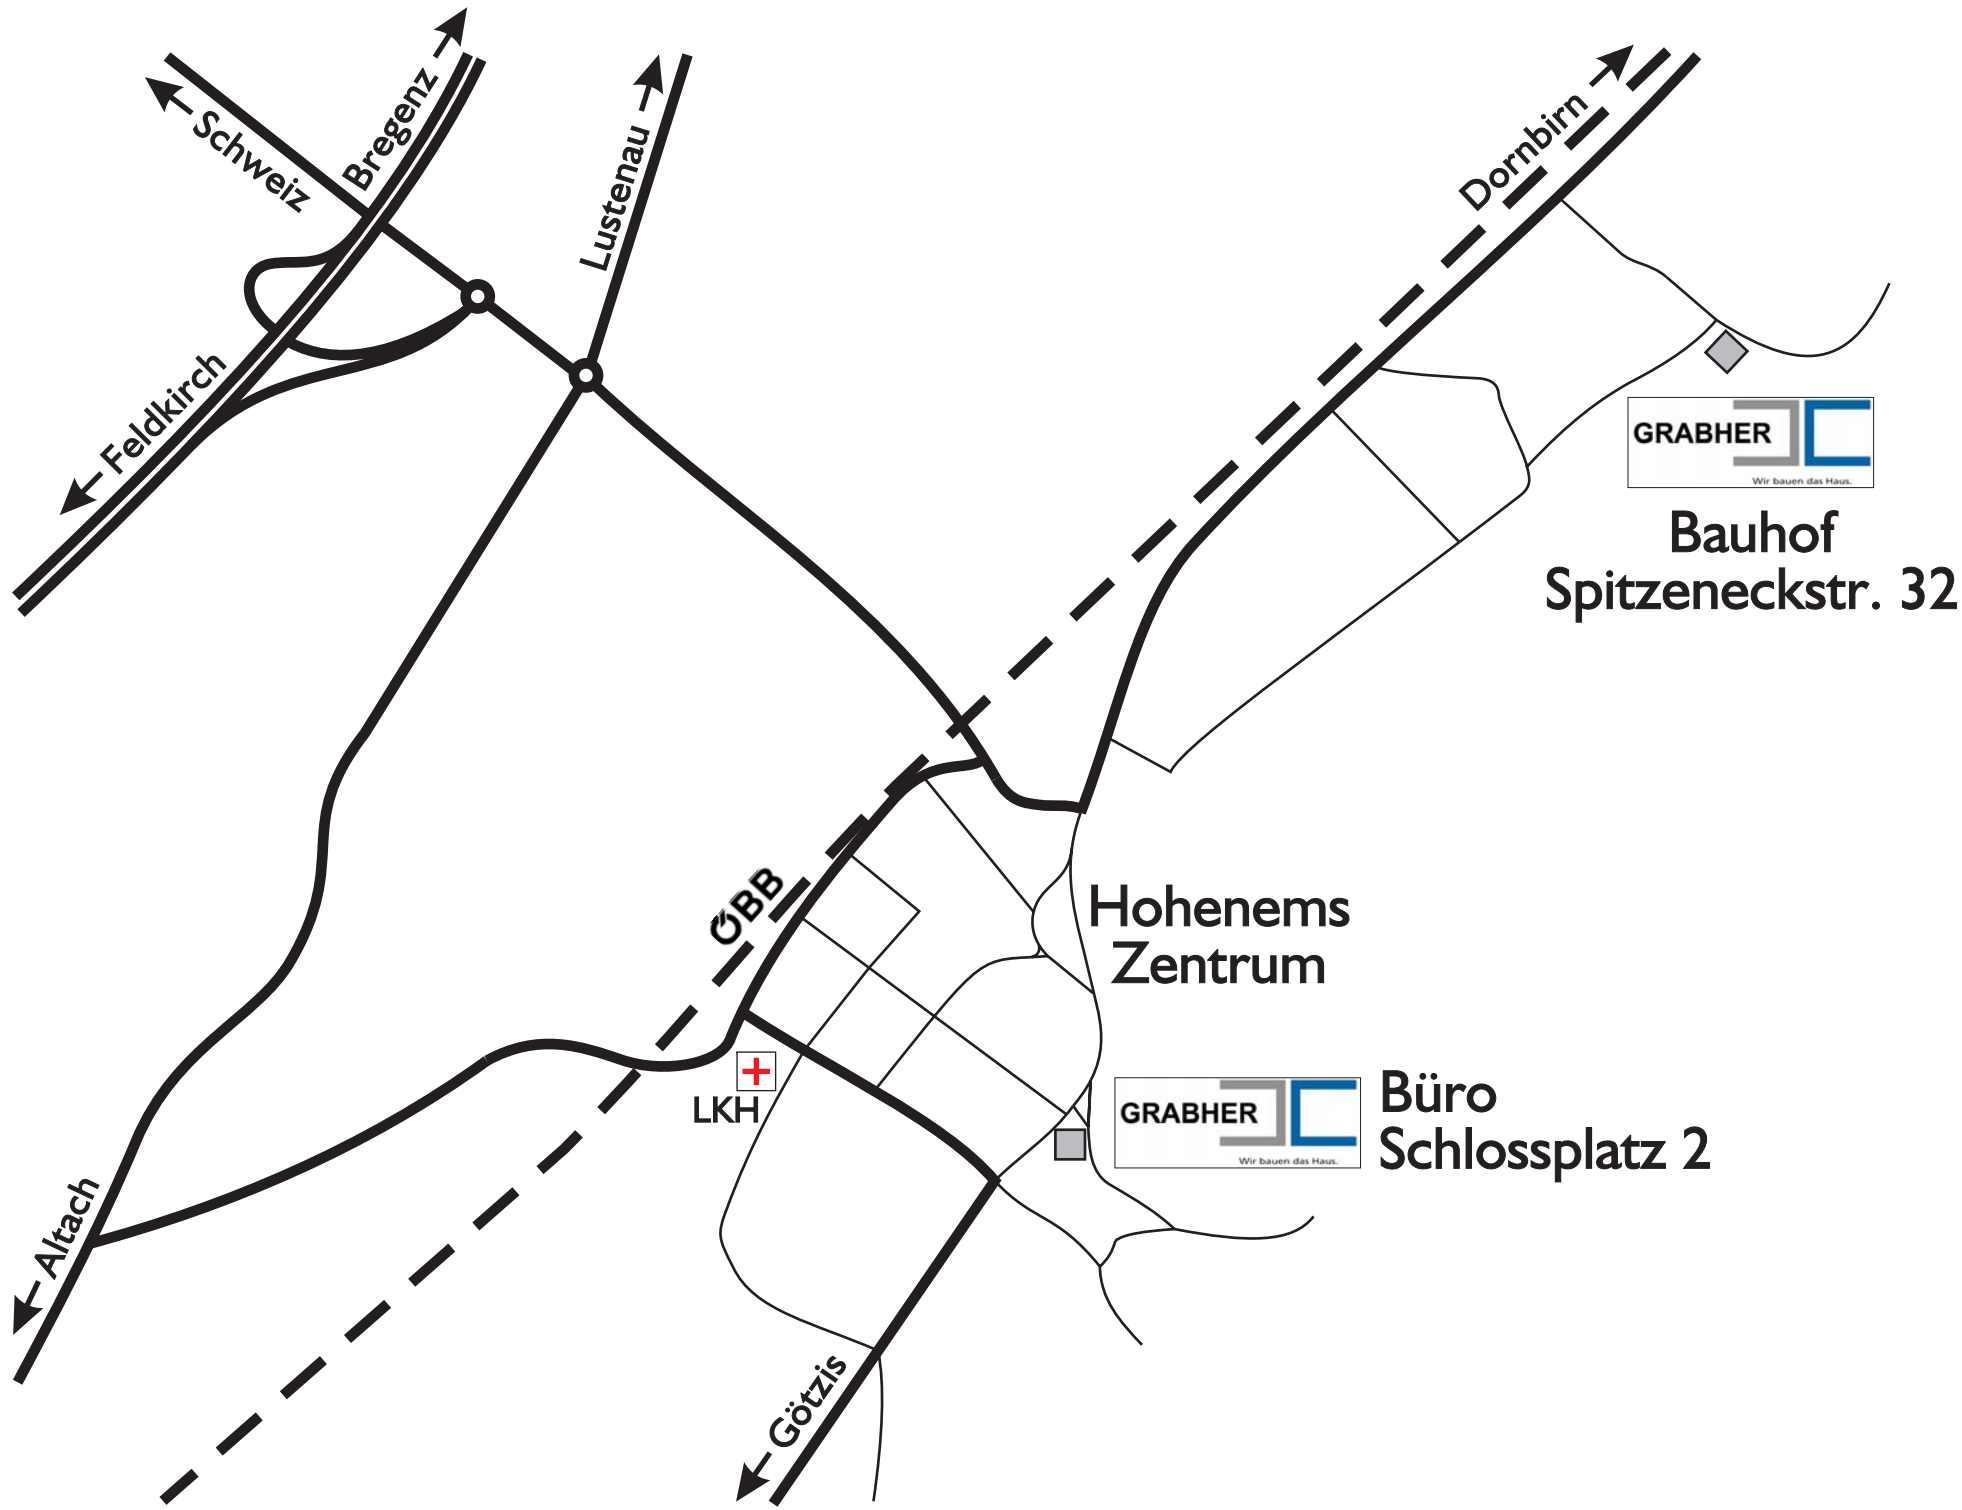 Schweiz
Bregenz
Lustenau
Dornbirn
Feldkirch
GRABHER
Wir bauen das Haus.
Bauhof
Spitzeneckstr. 32
ÖBB
Hohenems
Zentrum
LKH
GRABHER
Wir bauen das Haus.
Büro
Schlossplatz 2
Altach
Götzis